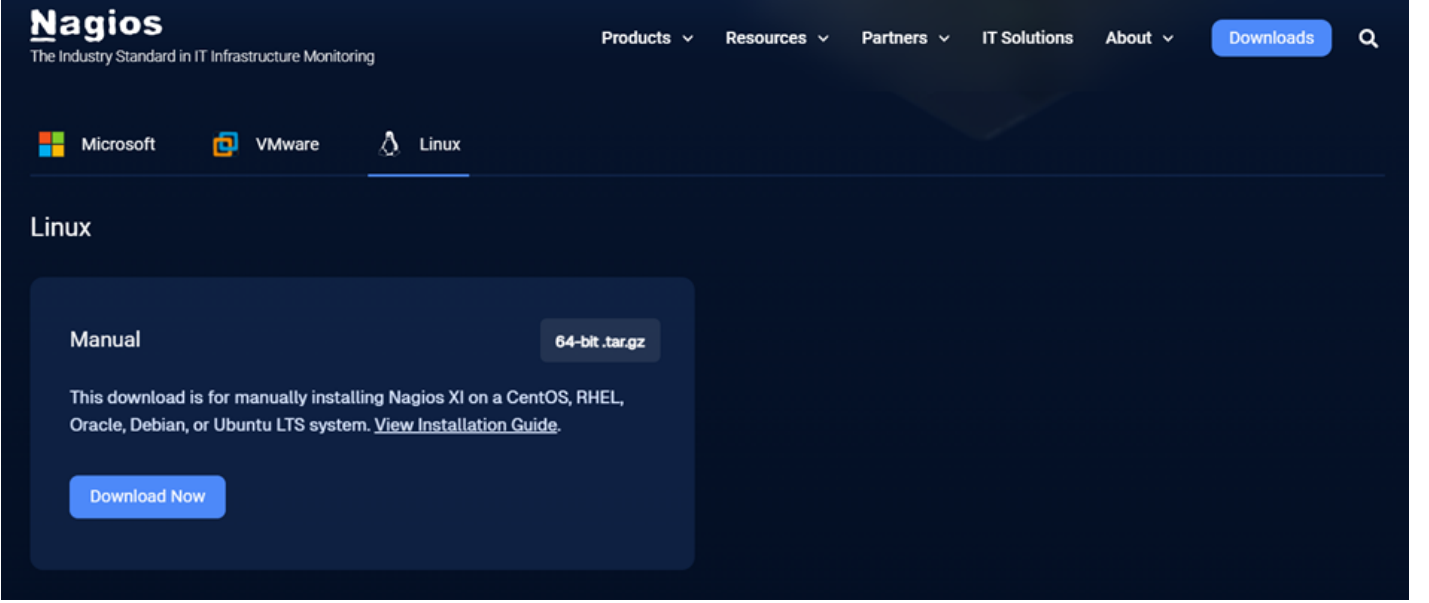 Nagios
The Industry Standard in IT Infrastructure Monitoring
Products
Resources
Partners
IT Solutions
About
Downloads
Microsoft
VMware
Linux
Linux
Manual
64-bit .tar.gz
This download is for manually installing Nagios XI on a CentOS, RHEL,
Oracle, Debian, or Ubuntu LTS system. View Installation Guide.
Download Now